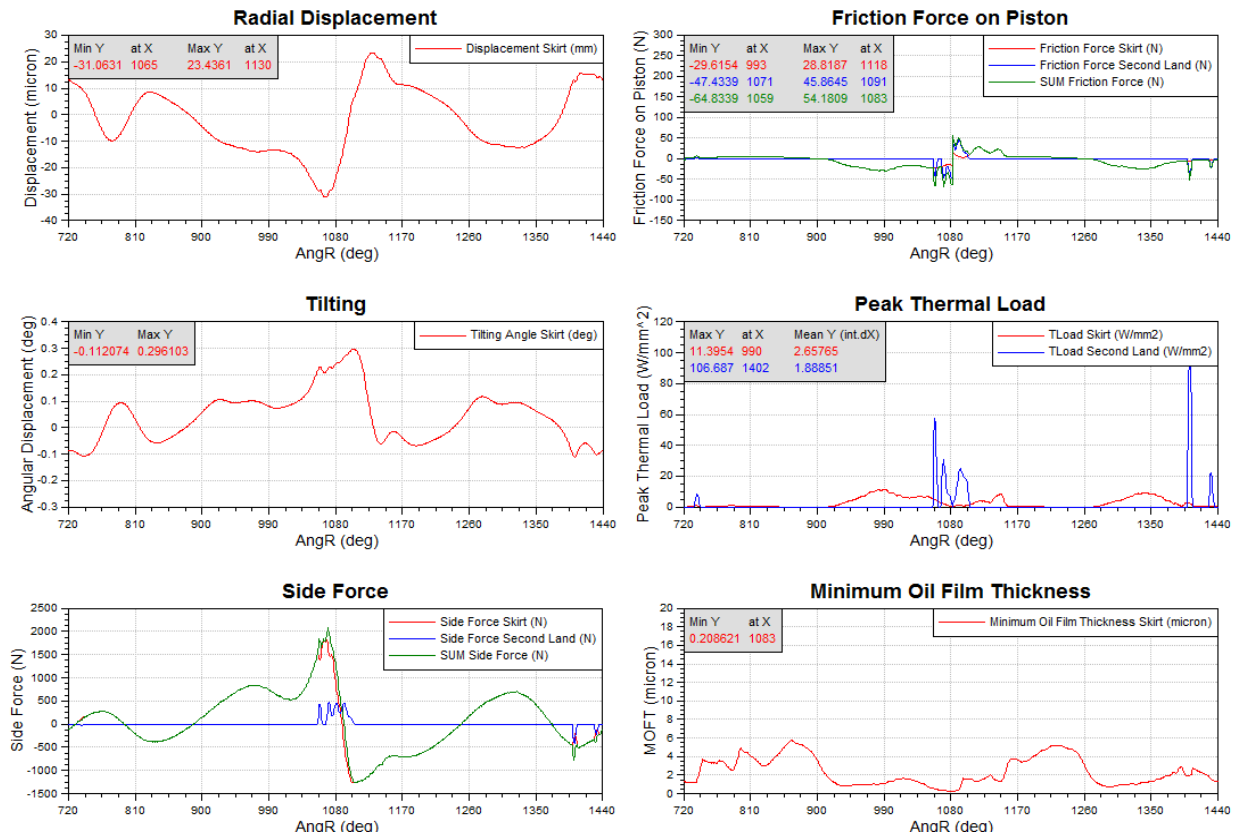 Radial Displacement
Min Y at X Max Y at X
-31.0631 1065 23.4361 1130
Displacement Skirt (mm)
Displacement (micron)
30
20
10
0
-10
-20
-30
-40
720 810 900 990 1080 1170 1260 1350 1440
AngR (deg)
Friction Force on Piston
Min Y at X Max Y at X
-29.6154 993 28.8187 1118
-47.4339 1071 45.8645 1091
-64.8339 1059 54.1809 1083
Friction Force Skirt (N)
Friction Force Second Land (N)
SUM Friction Force (N)
Friction Force on Piston (N)
300
250
200
150
100
50
0
-50
-100
-150
720 810 900 990 1080 1170 1260 1350 1440
AngR (deg)
Tilting
Min Y Max Y
-0.112074 0.296103
Tilting Angle Skirt (deg)
Angular Displacement (deg)
0.4
0.3
0.2
0.1
0
-0.1
-0.2
-0.3
720 810 900 990 1080 1170 1260 1350 1440
AngR (deg)
Peak Thermal Load
Max Y at X Mean Y (int.dX)
11.3954 990 2.65765
106.687 1402 1.88851
TLoad Skirt (W/mm2)
TLoad Second Land (W/mm2)
Peak Thermal Load (W/mm^2)
120
100
80
60
40
20
0
720 810 900 990 1080 1170 1260 1350 1440
AngR (deg)
Side Force
Side Force Skirt (N)
Side Force Second Land (N)
SUM Side Force (N)
Side Force (N)
2500
2000
1500
1000
500
0
-500
-1000
-1500
720 810 900 990 1080 1170 1260 1350 1440
AngR (deg)
Minimum Oil Film Thickness
Min Y at X
0.208621 1083
Minimum Oil Film Thickness Skirt (micron)
MOFT (micron)
20
18
16
14
12
10
8
6
4
2
0
720 810 900 990 1080 1170 1260 1350 1440
AngR (deg)